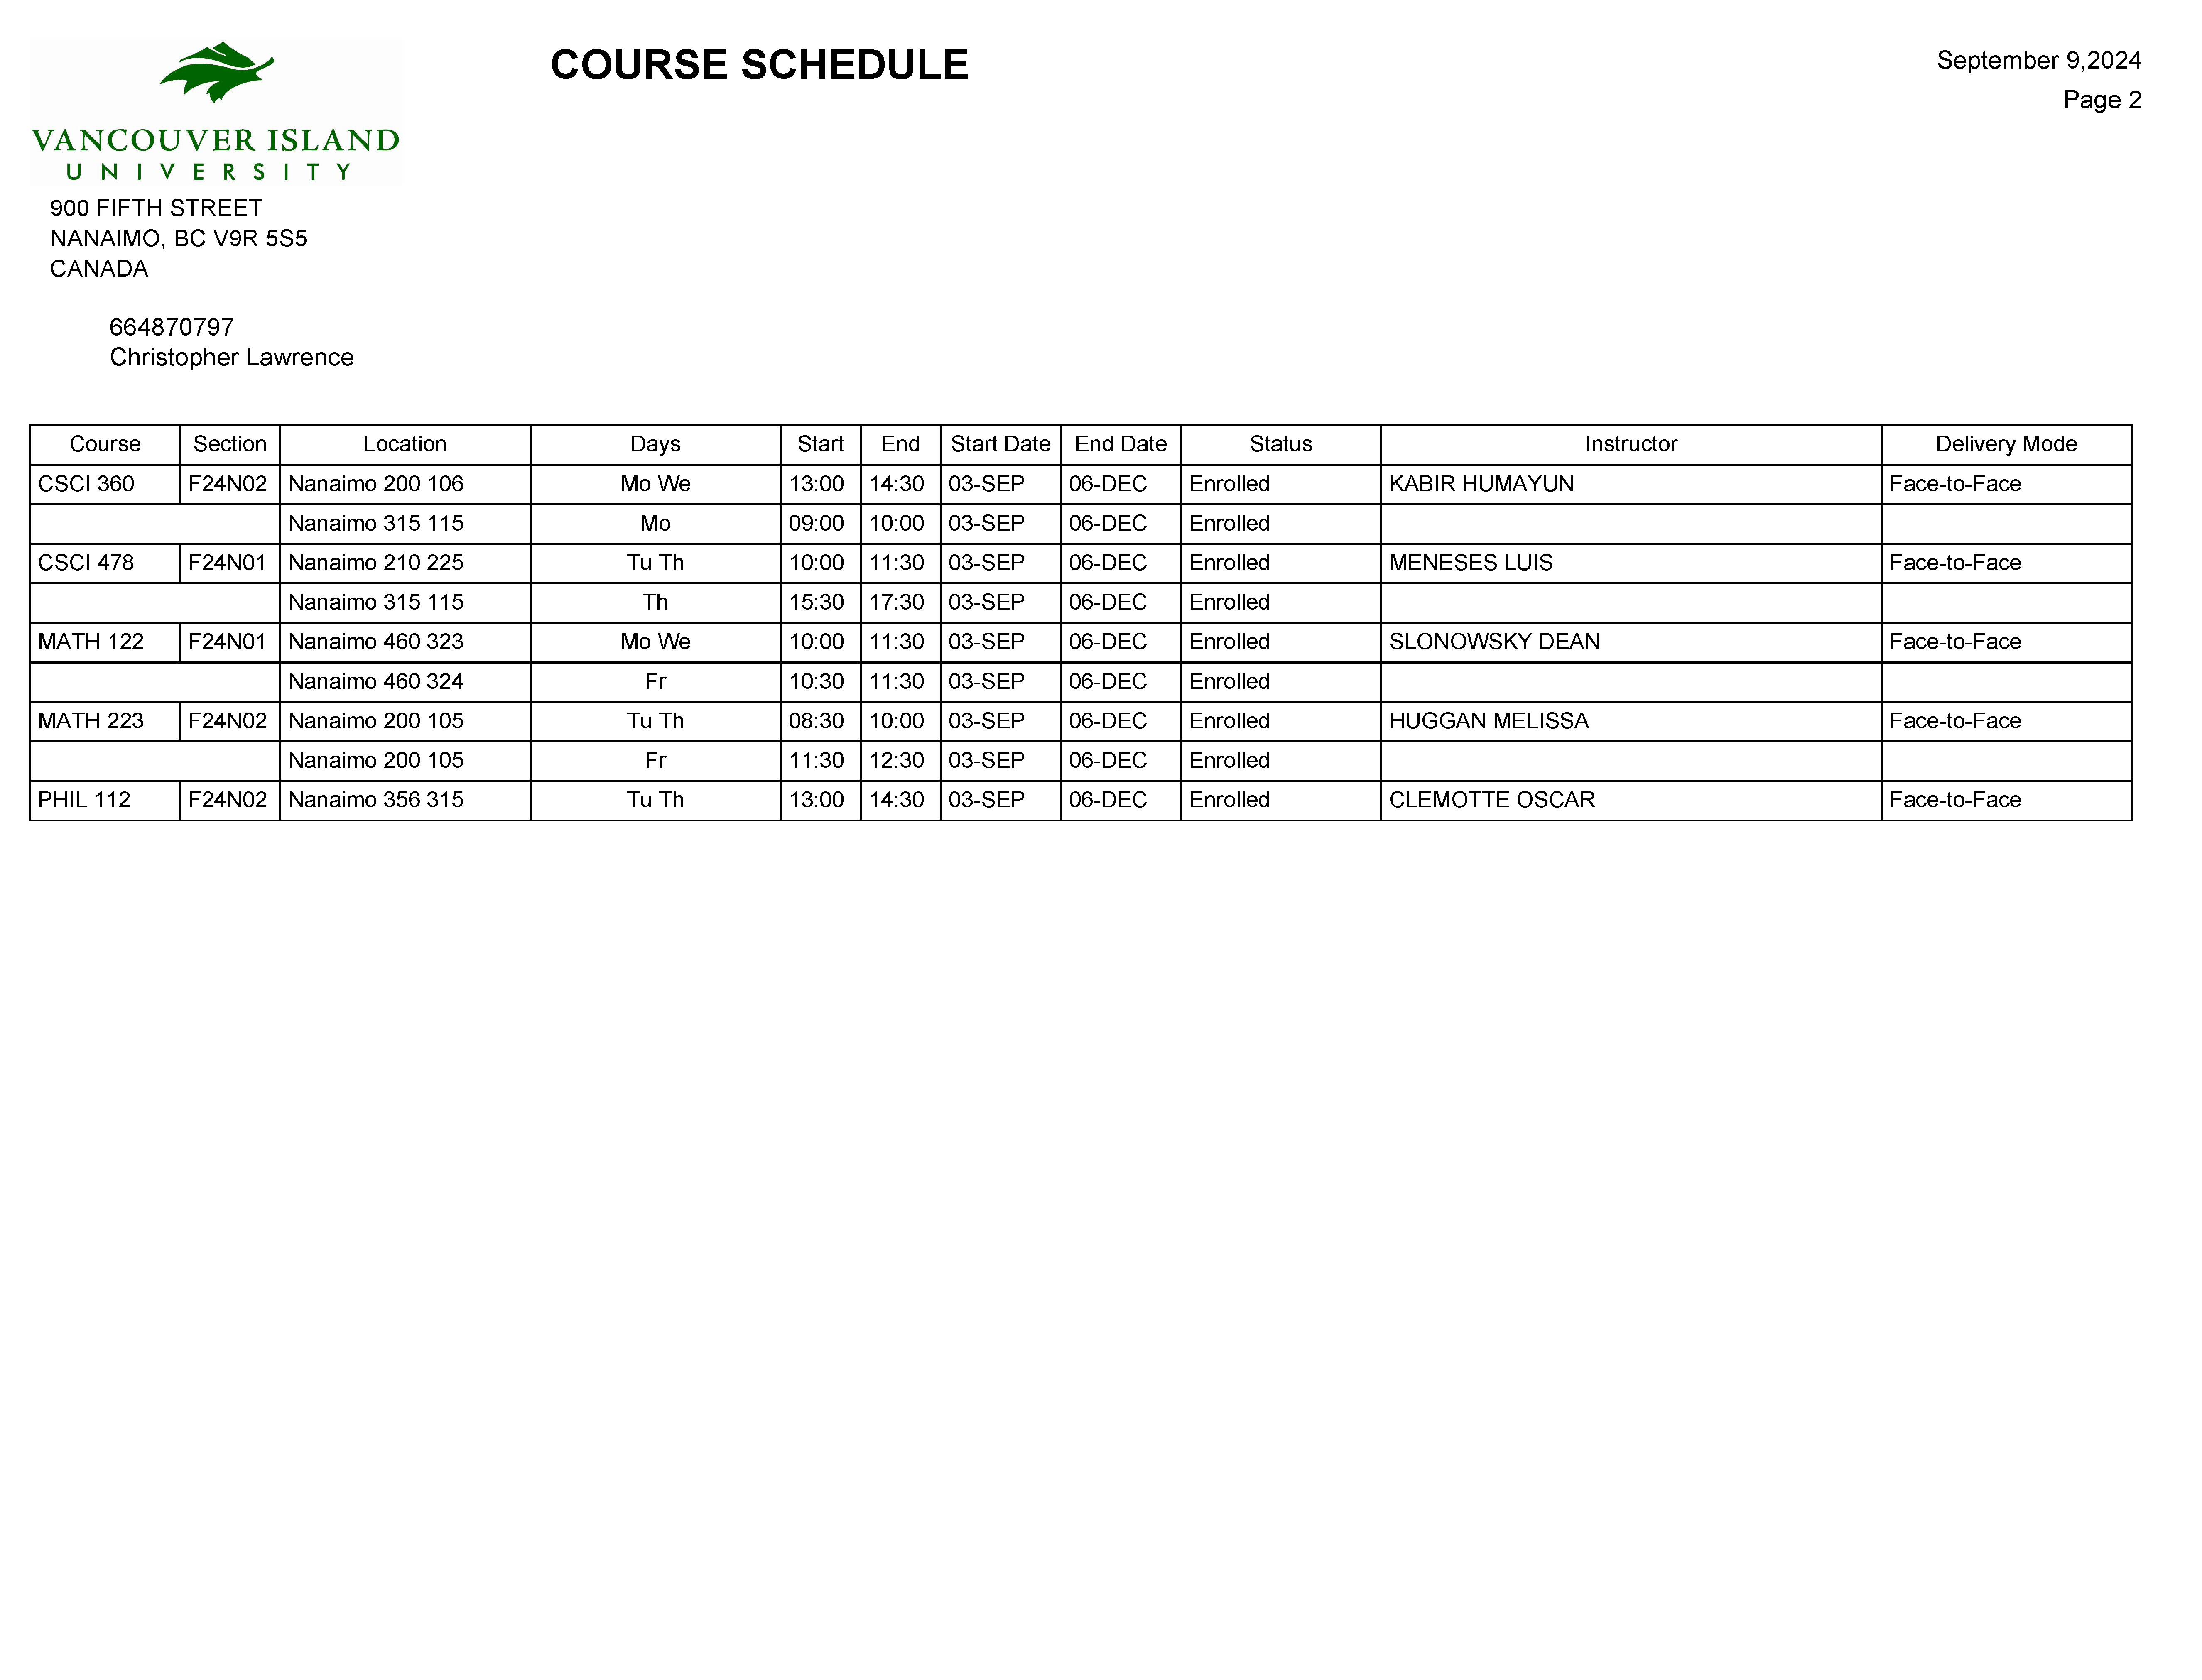 COURSE SCHEDULE
September 9,2024
Page 2
VANCOUVER ISLAND
UNIVERSITY
900 FIFTH STREET
NANAIMO, BC V9R 5S5
CANADA
664870797
Christopher Lawrence
Course Section Location Days Start End Start Date End Date Status Instructor Delivery Mode
CSCI 360 F24N02 Nanaimo 200 106 Mo We 13:00 14:30 03-SEP 06-DEC Enrolled KABIR HUMAYUN Face-to-Face
Nanaimo 315 115 Mo 09:00 10:00 03-SEP 06-DEC Enrolled
CSCI 478 F24N01 Nanaimo 210 225 Tu Th 10:00 11:30 03-SEP 06-DEC Enrolled MENESES LUIS Face-to-Face
Nanaimo 315 115 Th 15:30 17:30 03-SEP 06-DEC Enrolled
MATH 122 F24N01 Nanaimo 460 323 Mo We 10:00 11:30 03-SEP 06-DEC Enrolled SLONOWSKY DEAN Face-to-Face
Nanaimo 460 324 Fr 10:30 11:30 03-SEP 06-DEC Enrolled
MATH 223 F24N02 Nanaimo 200 105 Tu Th 08:30 10:00 03-SEP 06-DEC Enrolled HUGGAN MELISSA Face-to-Face
Nanaimo 200 105 Fr 11:30 12:30 03-SEP 06-DEC Enrolled
PHIL 112 F24N02 Nanaimo 356 315 Tu Th 13:00 14:30 03-SEP 06-DEC Enrolled CLEMOTTE OSCAR Face-to-Face